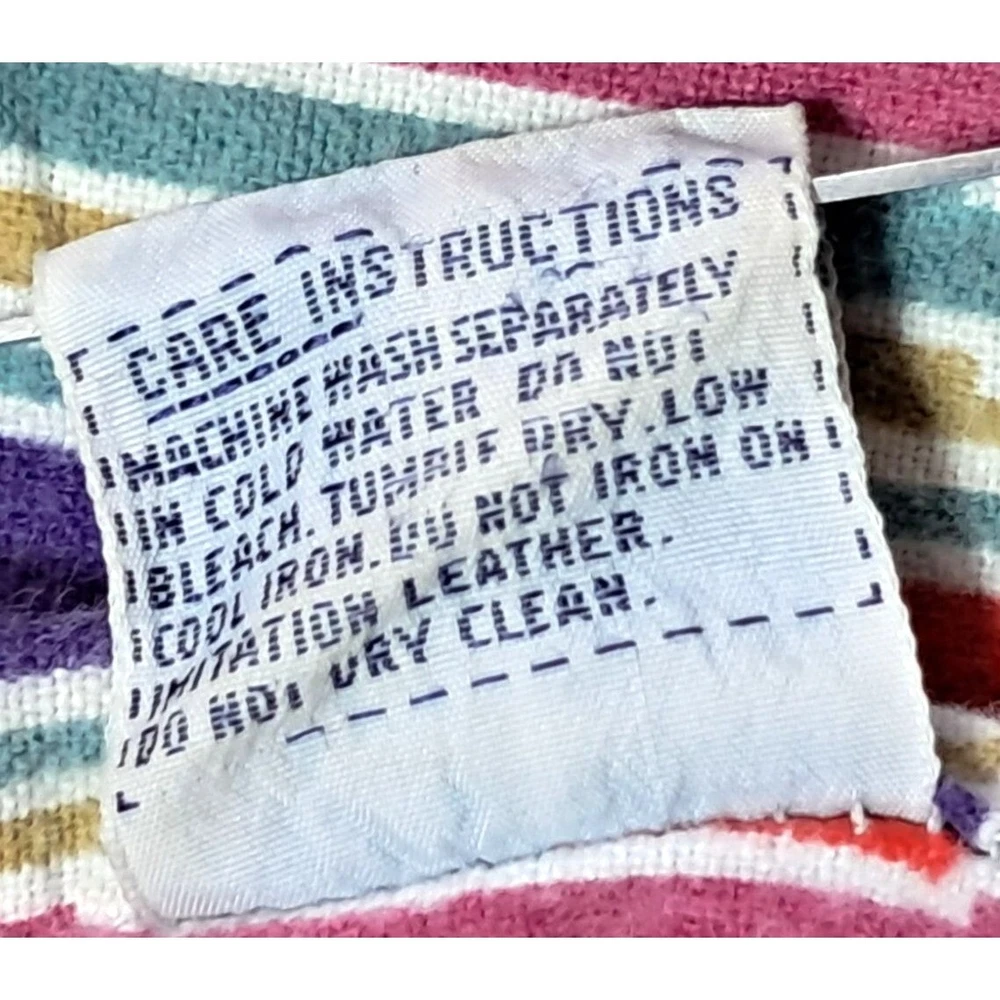 CARE INSTRUCTIONS
MACHINE WASH SEPARATELY
IN COLD WATER DO NOT
BLEACH. TUMBLE DRY. LOW
COOL IRON. DO NOT IRON ON
IMITATION LEATHER.
DO NOT DRY CLEAN.